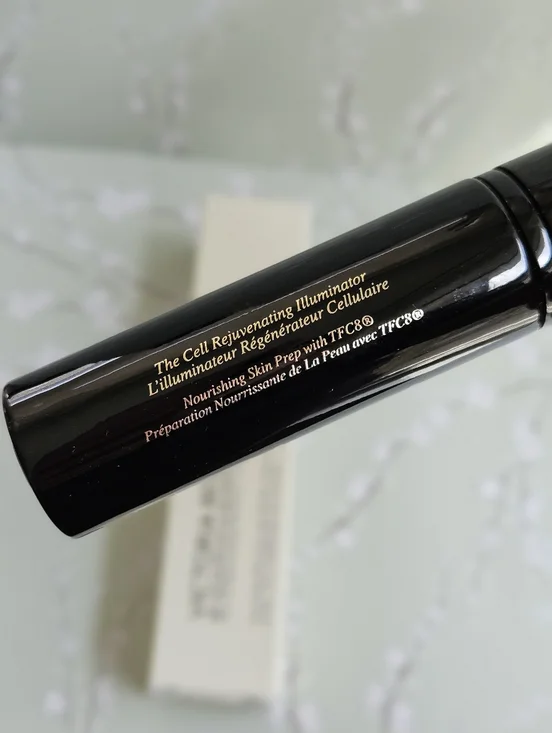 The Cell Rejuvenating Illuminator
L'illuminateur Régénérateur Cellulaire
Nourishing Skin Prep with TFC8®
Préparation Nourrissante de La Peau avec TFC8®